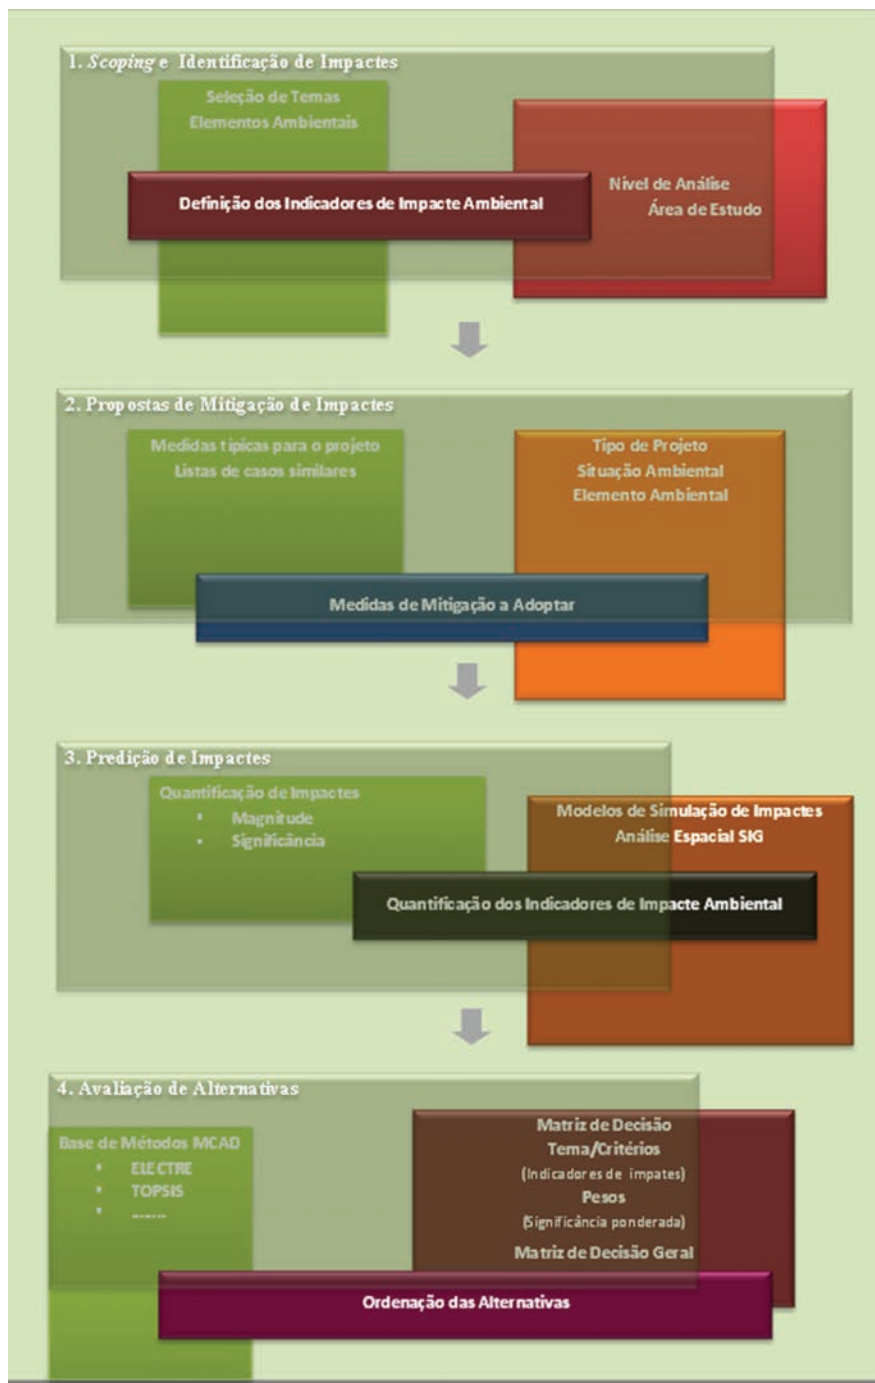 1. Scoping e Identificação de Impactes
Seleção de Temas
Elementos Ambientais
Definição dos Indicadores de Impacte Ambiental
Nível de Análise
Área de Estudo
2. Propostas de Mitigação de Impactes
Medidas típicas para o projeto
Listas de casos similares
Tipo de Projeto
Situação Ambiental
Elemento Ambiental
Medidas de Mitigação a Adoptar
3. Predição de Impactes
Quantificação de Impactes
▪ Magnitude
▪ Significância
Modelos de Simulação de Impactes
Análise Espacial SIG
Quantificação dos Indicadores de Impacte Ambiental
4. Avaliação de Alternativas
Base de Métodos MCAD
▪ ELECTRE
▪ TOPSIS
▪ .......
Matriz de Decisão
Tema/Critérios
(Indicadores de impates)
Pesos
(Significância ponderada)
Matriz de Decisão Geral
Ordenação das Alternativas